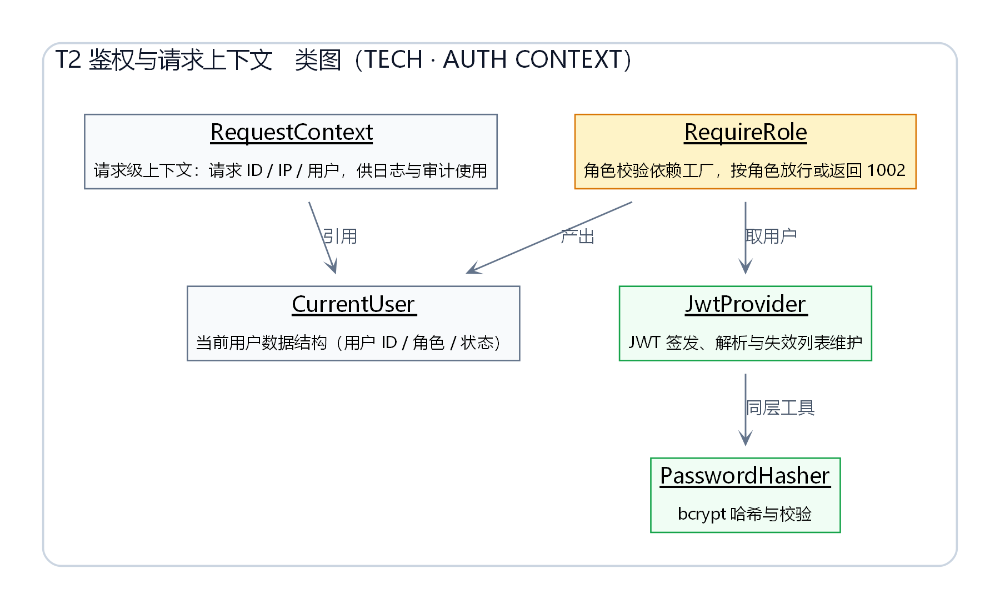 T2 鉴权与请求上下文　类图（TECH · AUTH CONTEXT）
RequestContext
请求级上下文：请求 ID / IP / 用户，供日志与审计使用
RequireRole
角色校验依赖工厂，按角色放行或返回 1002
引用
产出
取用户
CurrentUser
当前用户数据结构（用户 ID / 角色 / 状态）
JwtProvider
JWT 签发、解析与失效列表维护
同层工具
PasswordHasher
bcrypt 哈希与校验